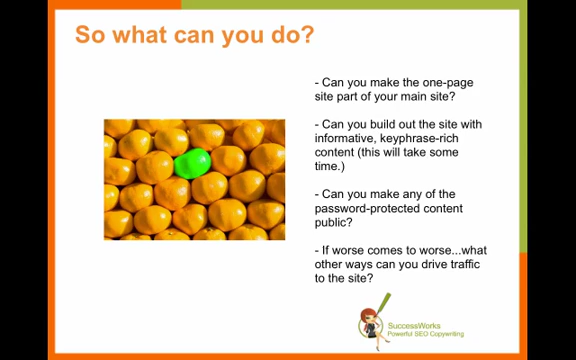 So what can you do?
- Can you make the one-page
site part of your main site?
- Can you build out the site with
informative, keyphrase-rich
content (this will take some
time.)
- Can you make any of the
password-protected content
public?
- If worse comes to worse...what
other ways can you drive traffic
to the site?
SuccessWorks
Powerful SEO Copywriting